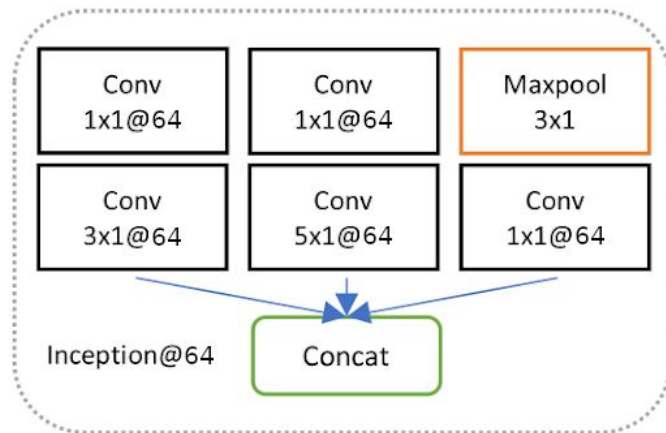 Conv
1x1@64
Conv
1x1@64
Maxpool
3x1
Conv
3x1@64
Conv
5x1@64
Conv
1x1@64
Inception@64
Concat